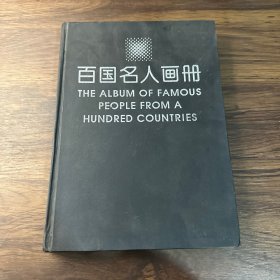 百国名人画册
THE ALBUM OF FAMOUS
PEOPLE FROM A
HUNDRED COUNTRIES